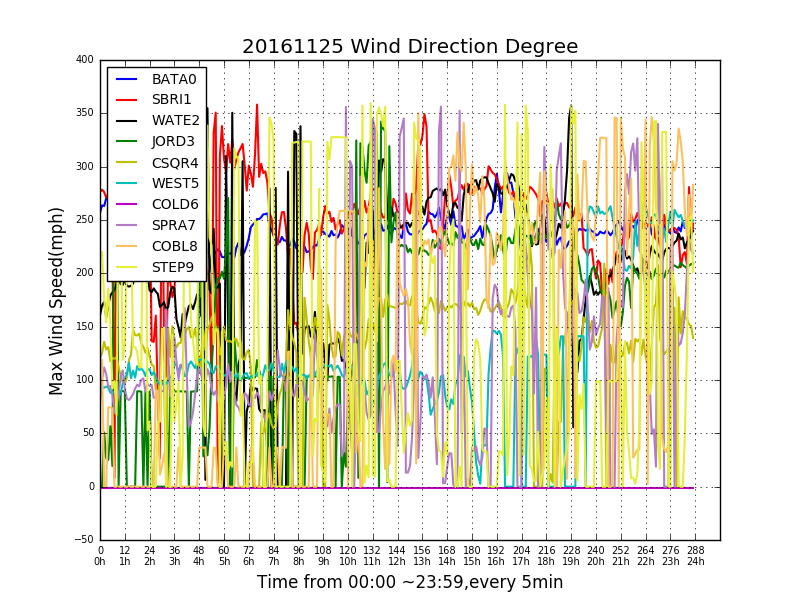 20161125 Wind Direction Degree
400
350
300
250
200
150
100
50
0
−50
Max Wind Speed(mph)
BATA0
SBRI1
WATE2
JORD3
CSQR4
WEST5
COLD6
SPRA7
COBL8
STEP9
0 12 24 36 48 60 72 84 96 108 120 132 144 156 168 180 192 204 216 228 240 252 264 276 288
0h 1h 2h 3h 4h 5h 6h 7h 8h 9h 10h 11h 12h 13h 14h 15h 16h 17h 18h 19h 20h 21h 22h 23h 24h
Time from 00:00 ~23:59,every 5min